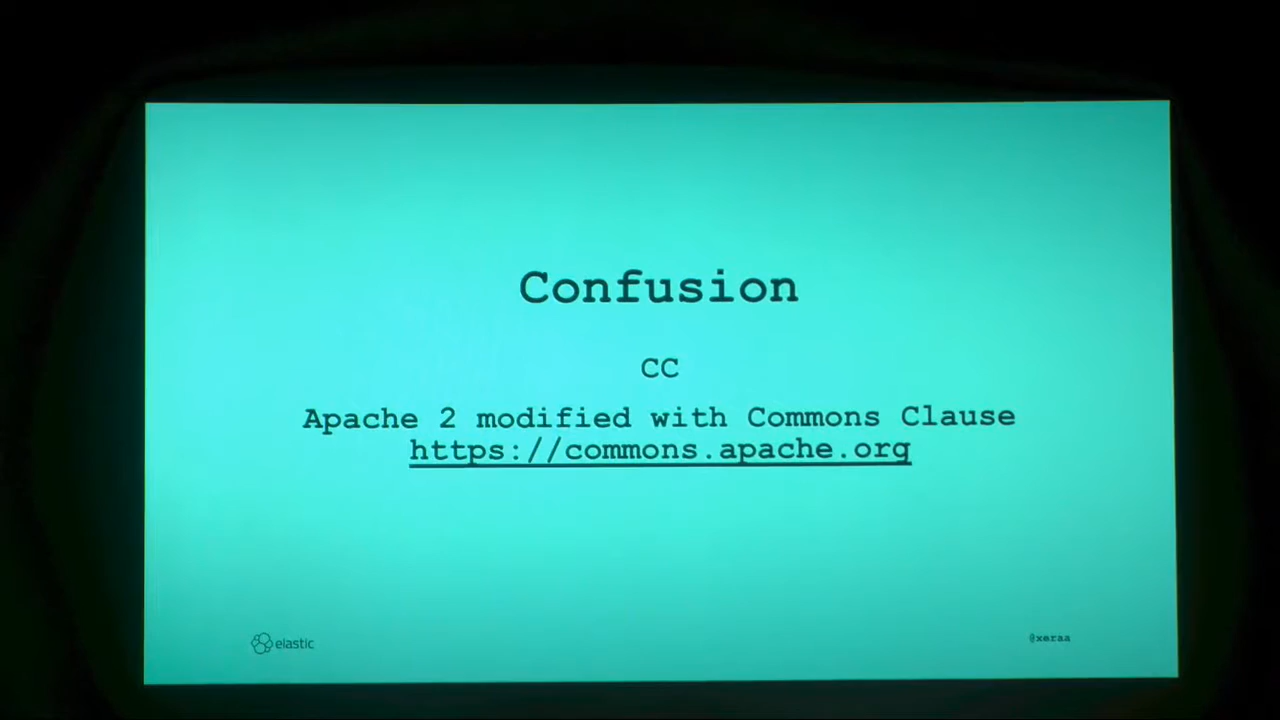 Confusion
CC
Apache 2 modified with Commons Clause
https://commons.apache.org
elastic
@xeraa